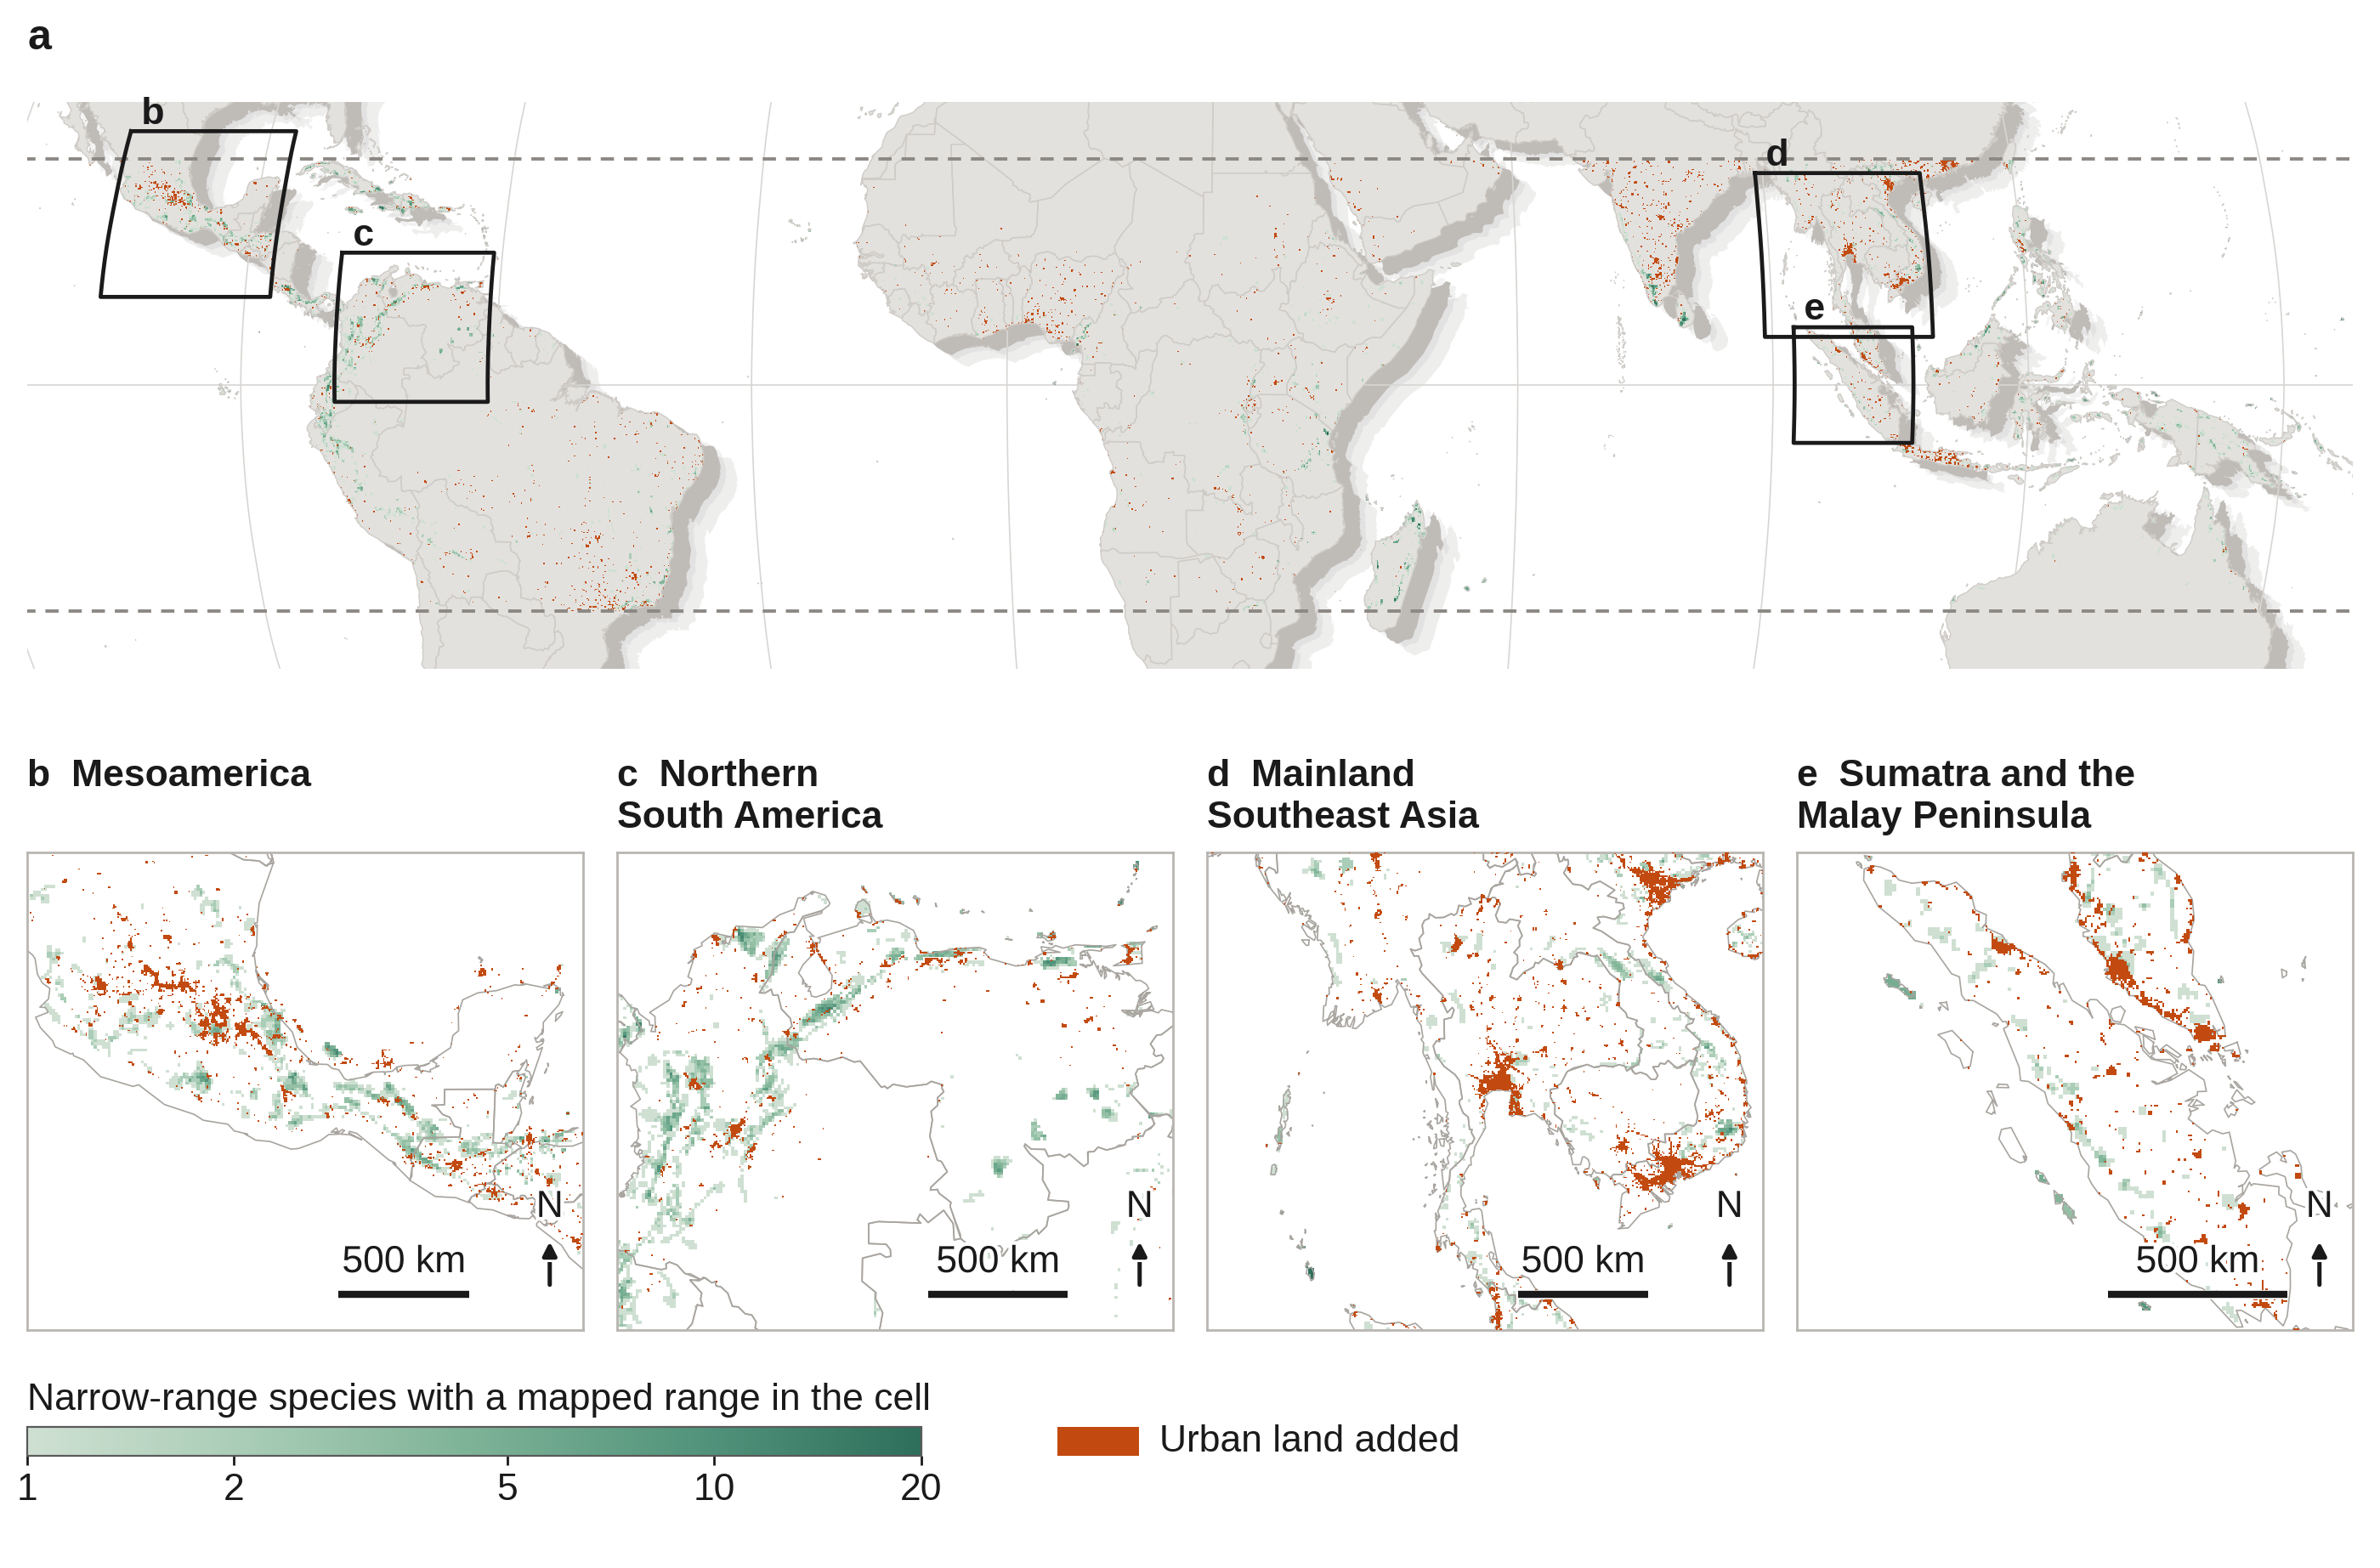 a
b
c
d
e
b Mesoamerica
c Northern
South America
d Mainland
Southeast Asia
e Sumatra and the
Malay Peninsula
N
500 km
N
500 km
N
500 km
N
500 km
Narrow-range species with a mapped range in the cell
1 2 5 10 20
Urban land added